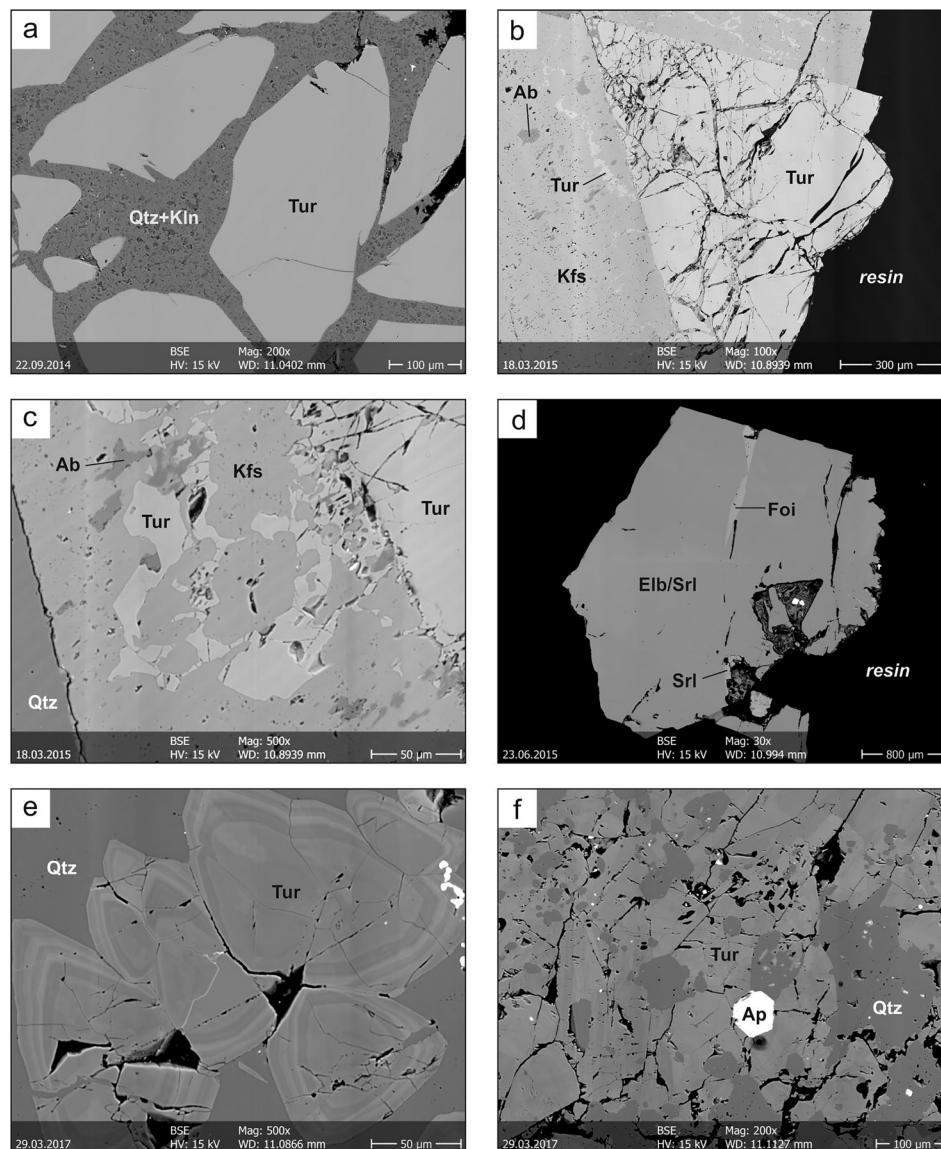 a
Tur
Qtz+Kln
BSE Mag: 200x
22.09.2014 HV: 15 kV WD: 11.0402 mm 100 µm
b
Ab
Tur
Tur
Kfs
resin
BSE Mag: 100x
18.03.2015 HV: 15 kV WD: 10.8939 mm 300 µm
c
Ab
Kfs
Tur
Tur
Qtz
BSE Mag: 500x
18.03.2015 HV: 15 kV WD: 10.8939 mm 50 µm
d
Foi
Elb/Srl
Srl
resin
BSE Mag: 30x
23.06.2015 HV: 15 kV WD: 10.994 mm 800 µm
e
Qtz
Tur
BSE Mag: 500x
29.03.2017 HV: 15 kV WD: 11.0866 mm 50 µm
f
Tur
Ap
Qtz
BSE Mag: 200x
29.03.2017 HV: 15 kV WD: 11.1127 mm 100 µm